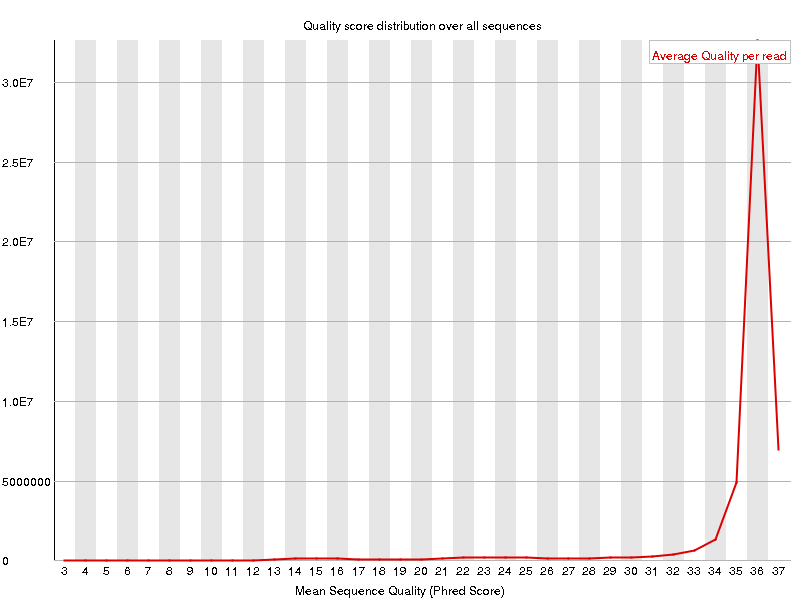 Quality score distribution over all sequences
Average Quality per read
3.0E7
2.5E7
2.0E7
1.5E7
1.0E7
5000000
0
3 4 5 6 7 8 9 10 11 12 13 14 15 16 17 18 19 20 21 22 23 24 25 26 27 28 29 30 31 32 33 34 35 36 37
Mean Sequence Quality (Phred Score)